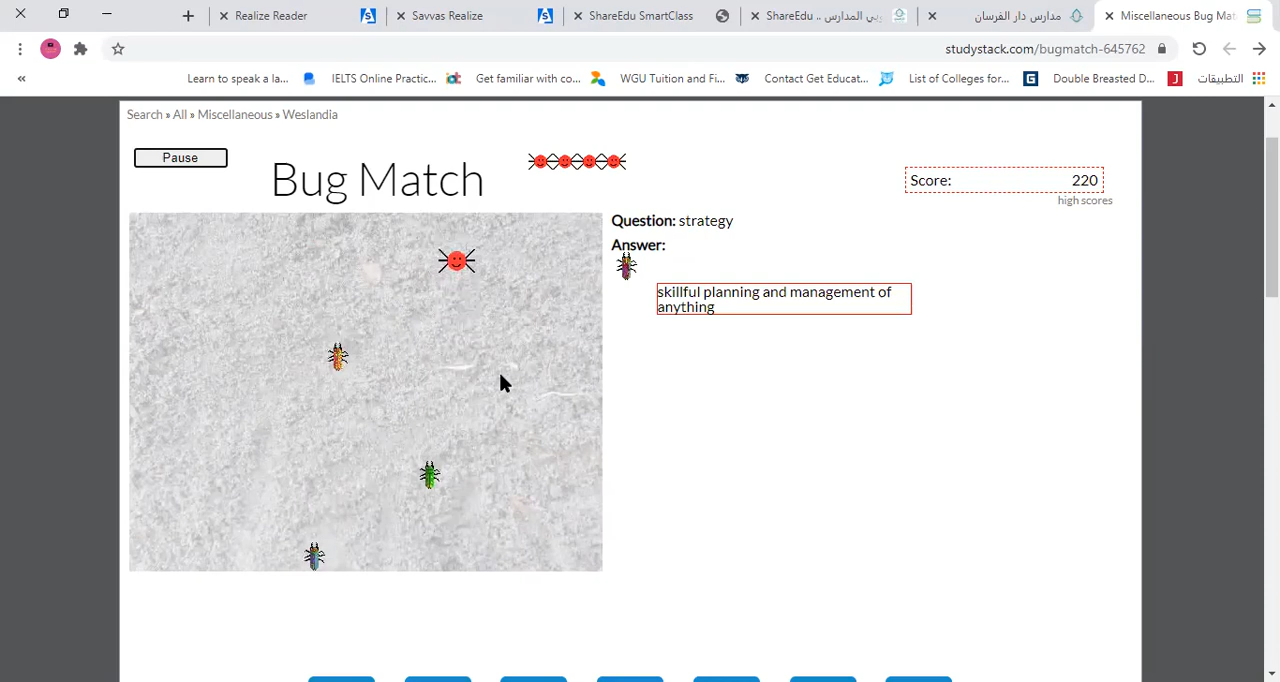 Realize Reader
Savvas Realize
ShareEdu SmartClass
ShareEdu .. بي المدارس
مدارس دار الفرسان
Miscellaneous Bug Mat
studystack.com/bugmatch-645762
Learn to speak a la...
IELTS Online Practic...
Get familiar with co...
WGU Tuition and Fi...
Contact Get Educat...
List of Colleges for...
Double Breasted D...
التطبيقات
Search » All » Miscellaneous » Weslandia
Pause
Bug Match
Score: 220
high scores
Question: strategy
Answer:
skillful planning and management of
anything